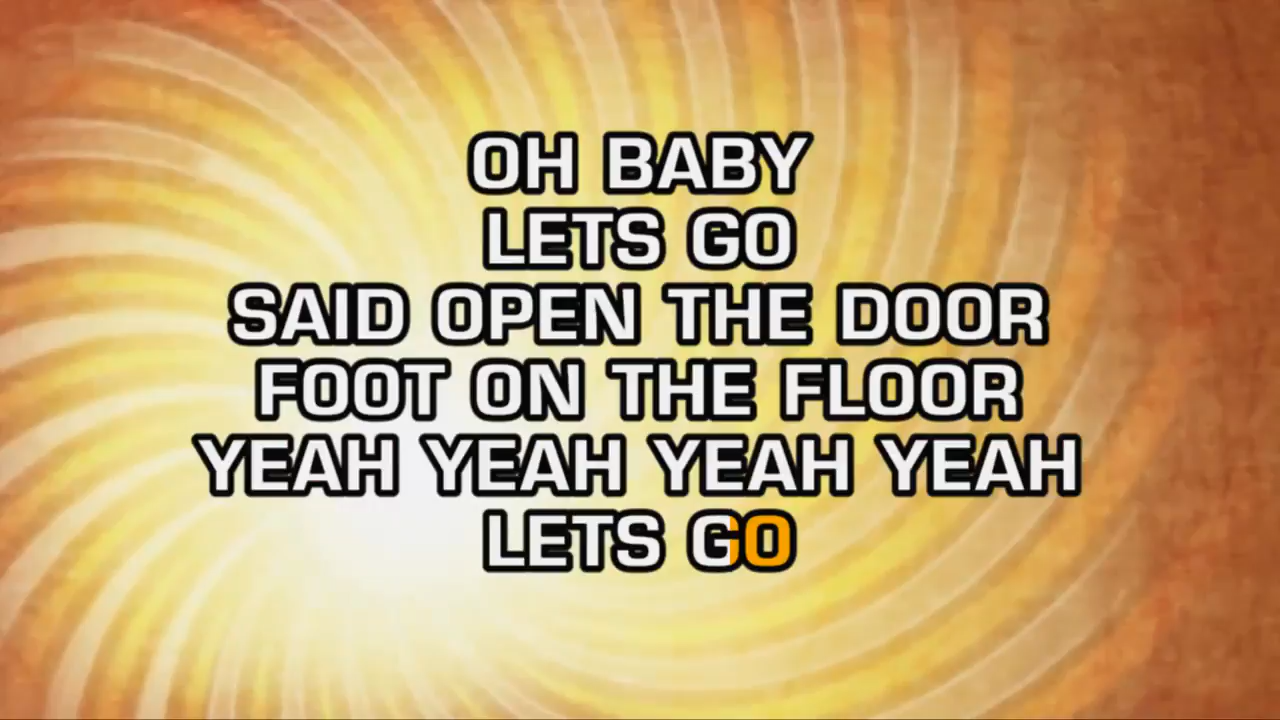 OH BABY
LETS GO
SAID OPEN THE DOOR
FOOT ON THE FLOOR
YEAH YEAH YEAH YEAH
LETS GO